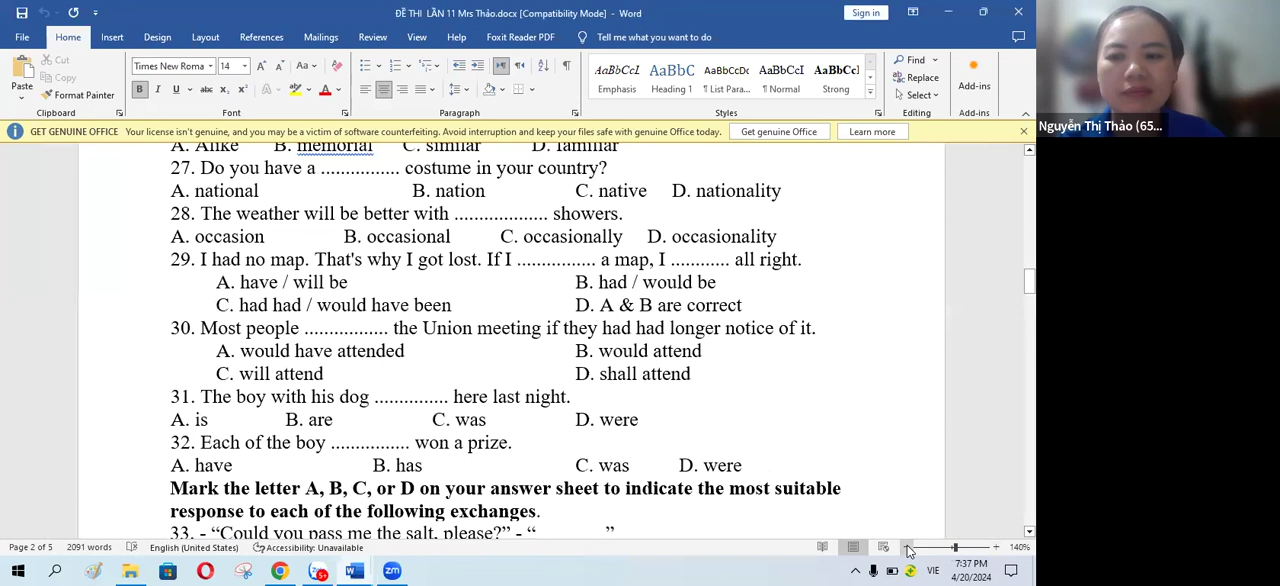 ĐỀ THI LẦN 11 Mrs Thảo.docx [Compatibility Mode] - Word
Sign in
File Home Insert Design Layout References Mailings Review View Help Foxit Reader PDF Tell me what you want to do
Paste
Cut
Copy
Format Painter
Clipboard
Times New Roma 14
Font
Paragraph
AaBbCcI AaBbC AaBbCcDc AaBbCcI AaBbCcI
Emphasis Heading 1 ¶ List Para... ¶ Normal Strong
Styles
Find
Replace
Select
Editing
Add-ins
Add-ins
GET GENUINE OFFICE Your license isn't genuine, and you may be a victim of software counterfeiting. Avoid interruption and keep your files safe with genuine Office today. Get genuine Office Learn more
Nguyễn Thị Thảo (65...
A. Alike B. memorial C. similar D. familiar
27. Do you have a ................ costume in your country?
A. national B. nation C. native D. nationality
28. The weather will be better with ................... showers.
A. occasion B. occasional C. occasionally D. occasionality
29. I had no map. That's why I got lost. If I ................ a map, I ............ all right.
A. have / will be B. had / would be
C. had had / would have been D. A & B are correct
30. Most people ................. the Union meeting if they had had longer notice of it.
A. would have attended B. would attend
C. will attend D. shall attend
31. The boy with his dog ............... here last night.
A. is B. are C. was D. were
32. Each of the boy ................ won a prize.
A. have B. has C. was D. were
Mark the letter A, B, C, or D on your answer sheet to indicate the most suitable
response to each of the following exchanges.
33. - “Could you pass me the salt, please?” - “_______”
Page 2 of 5 2091 words English (United States) Accessibility: Unavailable 140%
VIE
7:37 PM
4/20/2024